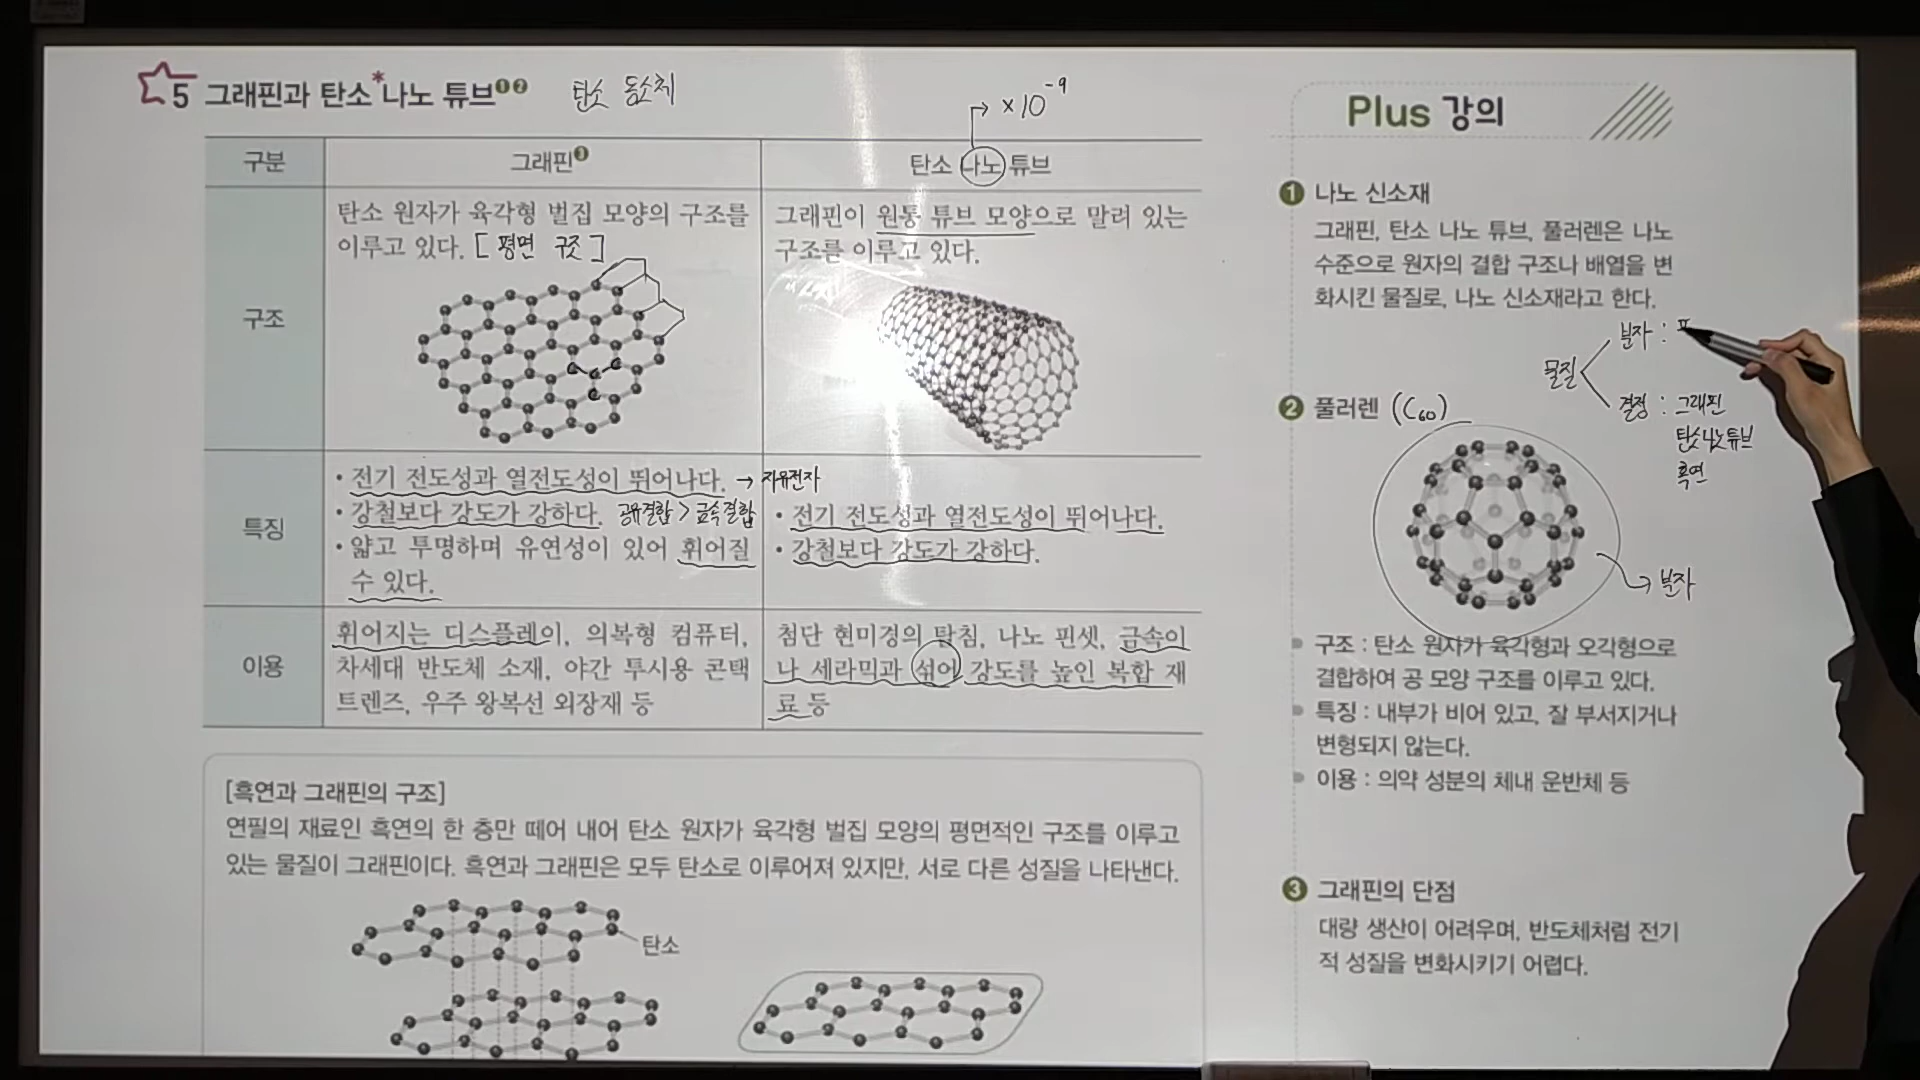 5 그래핀과 탄소*나노 튜브❶❷ 탄소 동소체
→ ×10⁻⁹
구분 그래핀❸ 탄소 나노 튜브
구조
탄소 원자가 육각형 벌집 모양의 구조를
이루고 있다. [평면 구조]
C C C
C
그래핀이 원통 튜브 모양으로 말려 있는
구조를 이루고 있다.
특징
• 전기 전도성과 열전도성이 뛰어나다. → 자유전자
• 강철보다 강도가 강하다. 공유결합 > 금속결합
• 얇고 투명하며 유연성이 있어 휘어질
수 있다.
• 전기 전도성과 열전도성이 뛰어나다.
• 강철보다 강도가 강하다.
이용
휘어지는 디스플레이, 의복형 컴퓨터,
차세대 반도체 소재, 야간 투시용 콘택
트렌즈, 우주 왕복선 외장재 등
첨단 현미경의 탐침, 나노 핀셋, 금속이
나 세라믹과 섞어 강도를 높인 복합 재
료 등
[흑연과 그래핀의 구조]
연필의 재료인 흑연의 한 층만 떼어 내어 탄소 원자가 육각형 벌집 모양의 평면적인 구조를 이루고
있는 물질이 그래핀이다. 흑연과 그래핀은 모두 탄소로 이루어져 있지만, 서로 다른 성질을 나타낸다.
탄소
Plus 강의
❶ 나노 신소재
그래핀, 탄소 나노 튜브, 풀러렌은 나노
수준으로 원자의 결합 구조나 배열을 변
화시킨 물질로, 나노 신소재라고 한다.
물질
분자 :
결정 : 그래핀
탄소나노튜브
흑연
❷ 풀러렌 (C₆₀)
→ 분자
구조 : 탄소 원자가 육각형과 오각형으로
결합하여 공 모양 구조를 이루고 있다.
특징 : 내부가 비어 있고, 잘 부서지거나
변형되지 않는다.
이용 : 의약 성분의 체내 운반체 등
❸ 그래핀의 단점
대량 생산이 어려우며, 반도체처럼 전기
적 성질을 변화시키기 어렵다.